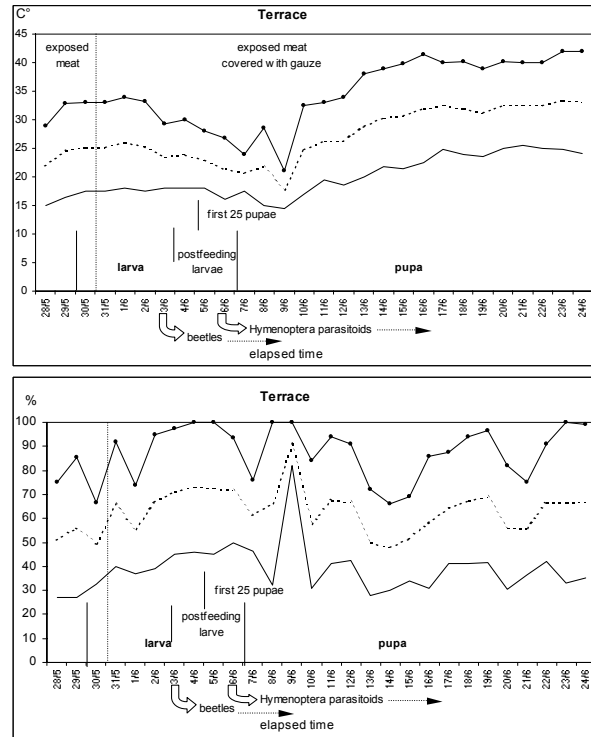 Terrace
C°
45
40
35
30
25
20
15
10
5
0
exposed
meat
exposed meat
covered with gauze
first 25 pupae
postfeeding
larvae
larva
pupa
28/5 29/5 30/5 31/5 1/6 2/6 3/6 4/6 5/6 6/6 7/6 8/6 9/6 10/6 11/6 12/6 13/6 14/6 15/6 16/6 17/6 18/6 19/6 20/6 21/6 22/6 23/6 24/6
Hymenoptera parasitoids
beetles
elapsed time
Terrace
%
100
90
80
70
60
50
40
30
20
10
0
first 25 pupae
postfeeding
larve
larva
pupa
28/5 29/5 30/5 31/5 1/6 2/6 3/6 4/6 5/6 6/6 7/6 8/6 9/6 10/6 11/6 12/6 13/6 14/6 15/6 16/6 17/6 18/6 19/6 20/6 21/6 22/6 23/6 24/6
Hymenoptera parasitoids
beetles
elapsed time